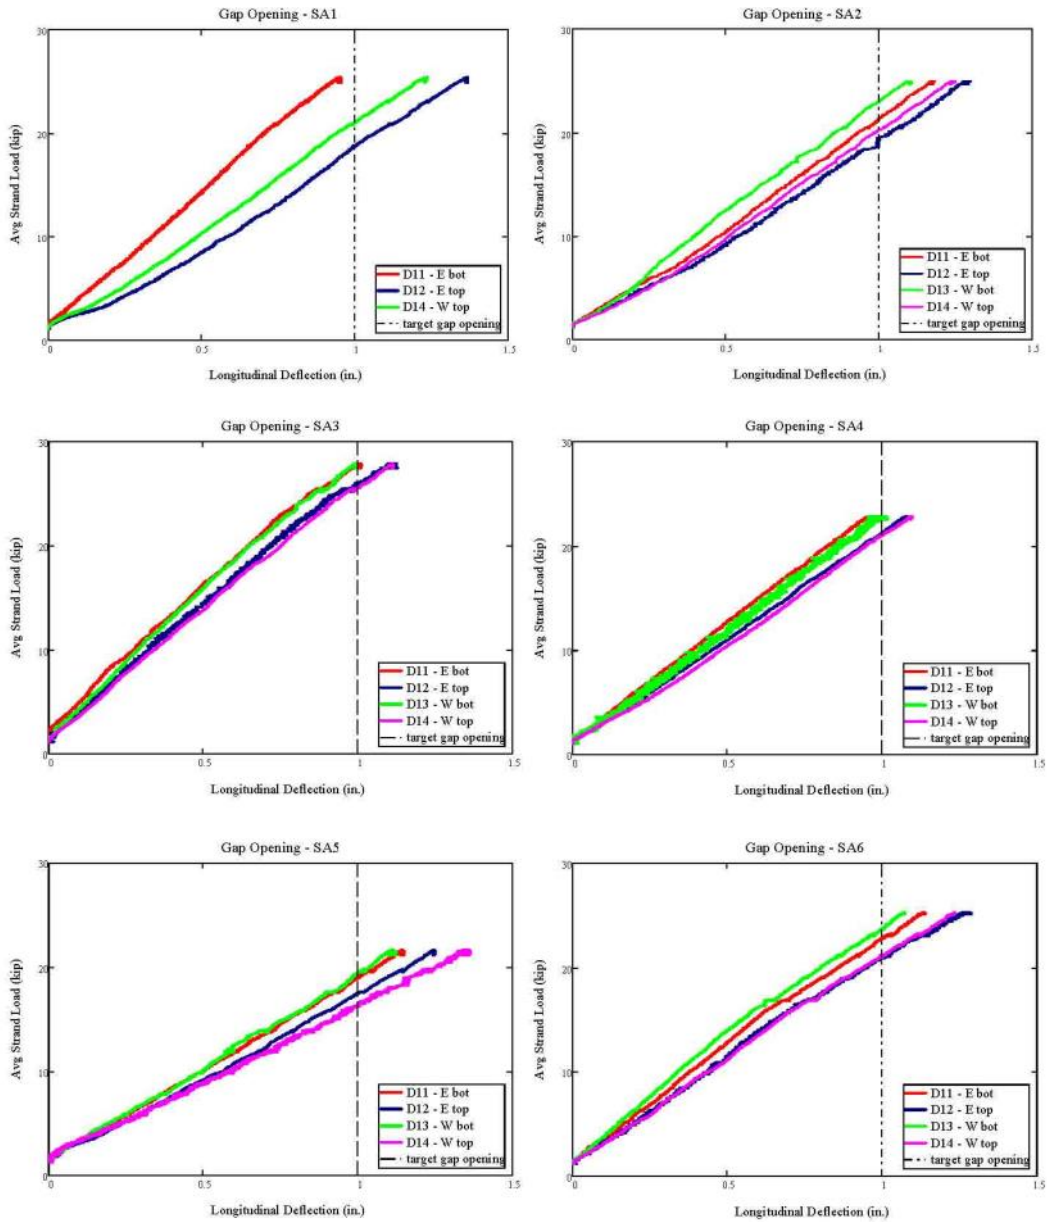 Gap Opening - SA1
30
20
10
0
0
0.5
1
1.5
Avg Strand Load (kip)
Longitudinal Deflection (in.)
D11 - E bot
D12 - E top
D14 - W top
target gap opening
Gap Opening - SA2
30
20
10
0
0
0.5
1
1.5
Avg Strand Load (kip)
Longitudinal Deflection (in.)
D11 - E bot
D12 - E top
D13 - W bot
D14 - W top
target gap opening
Gap Opening - SA3
30
20
10
0
0
0.5
1
1.5
Avg Strand Load (kip)
Longitudinal Deflection (in.)
D11 - E bot
D12 - E top
D13 - W bot
D14 - W top
target gap opening
Gap Opening - SA4
30
20
10
0
0
0.5
1
1.5
Avg Strand Load (kip)
Longitudinal Deflection (in.)
D11 - E bot
D12 - E top
D13 - W bot
D14 - W top
target gap opening
Gap Opening - SA5
30
20
10
0
0
0.5
1
1.5
Avg Strand Load (kip)
Longitudinal Deflection (in.)
D11 - E bot
D12 - E top
D13 - W bot
D14 - W top
target gap opening
Gap Opening - SA6
30
20
10
0
0
0.5
1
1.5
Avg Strand Load (kip)
Longitudinal Deflection (in.)
D11 - E bot
D12 - E top
D13 - W bot
D14 - W top
target gap opening